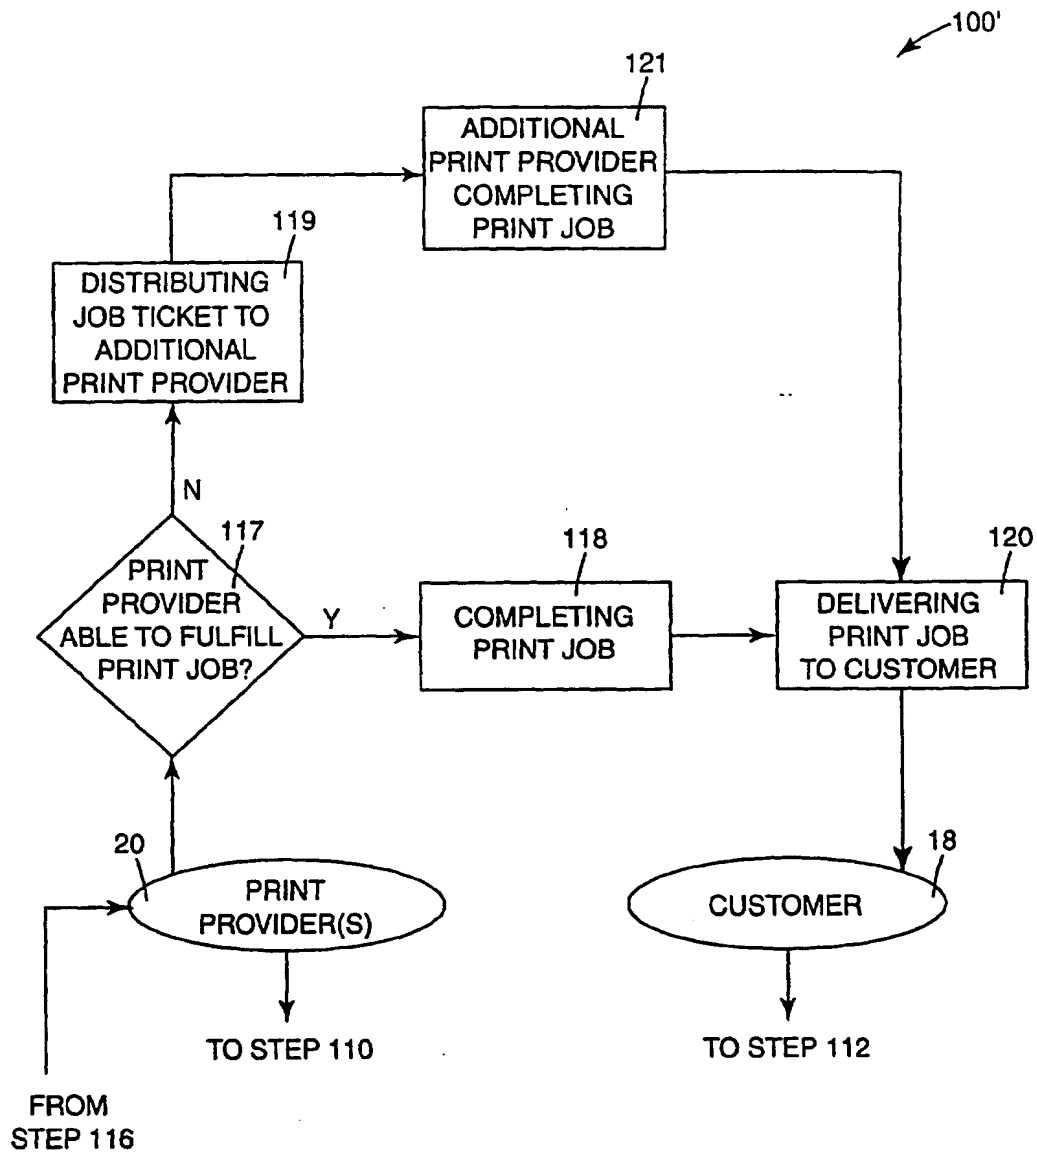 100'
121
ADDITIONAL
PRINT PROVIDER
COMPLETING
PRINT JOB
119
DISTRIBUTING
JOB TICKET TO
ADDITIONAL
PRINT PROVIDER
N
117
PRINT
PROVIDER
ABLE TO FULFILL
PRINT JOB?
Y
118
COMPLETING
PRINT JOB
120
DELIVERING
PRINT JOB
TO CUSTOMER
20
PRINT
PROVIDER(S)
18
CUSTOMER
TO STEP 110
TO STEP 112
FROM
STEP 116